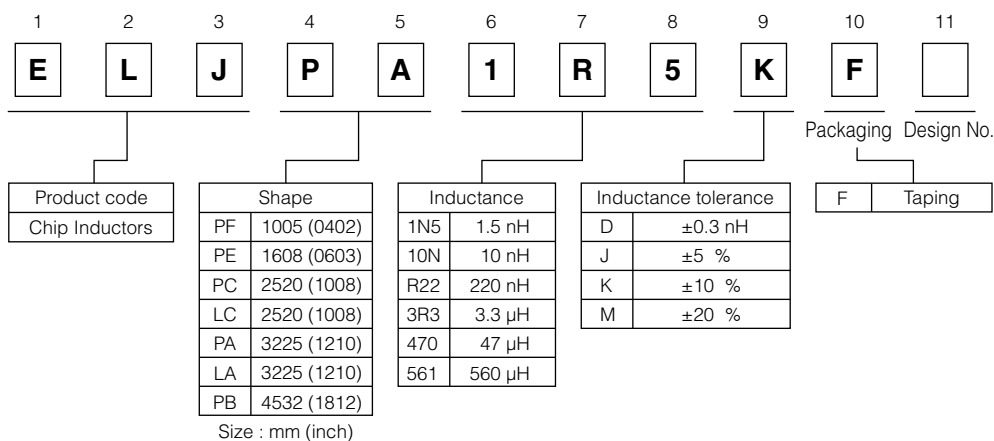 1 2 3 4 5 6 7 8 9 10 11
E L J P A 1 R 5 K F
Packaging Design No.
Product code
Chip Inductors
Shape
PF 1005 (0402)
PE 1608 (0603)
PC 2520 (1008)
LC 2520 (1008)
PA 3225 (1210)
LA 3225 (1210)
PB 4532 (1812)
Size : mm (inch)
Inductance
1N5 1.5 nH
10N 10 nH
R22 220 nH
3R3 3.3 µH
470 47 µH
561 560 µH
Inductance tolerance
D ±0.3 nH
J ±5 %
K ±10 %
M ±20 %
F Taping